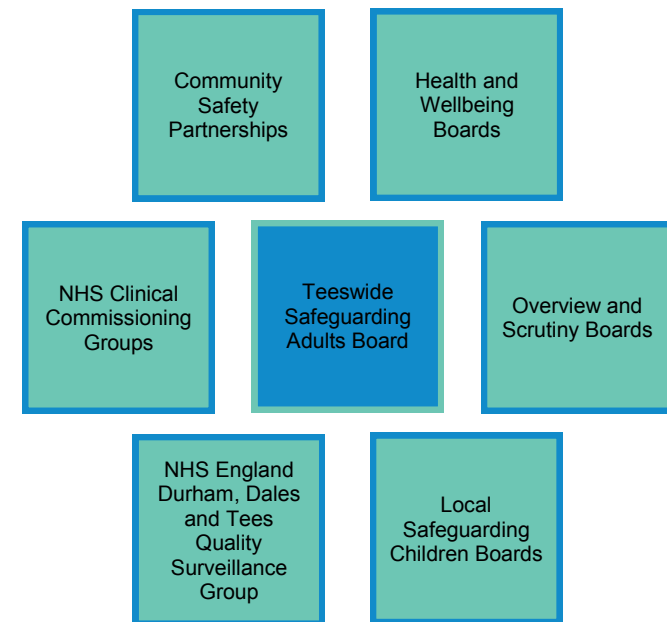 Community
Safety
Partnerships
Health and
Wellbeing
Boards
NHS Clinical
Commissioning
Groups
Teeswide
Safeguarding
Adults Board
Overview and
Scrutiny Boards
NHS England
Durham, Dales
and Tees
Quality
Surveillance
Group
Local
Safeguarding
Children Boards